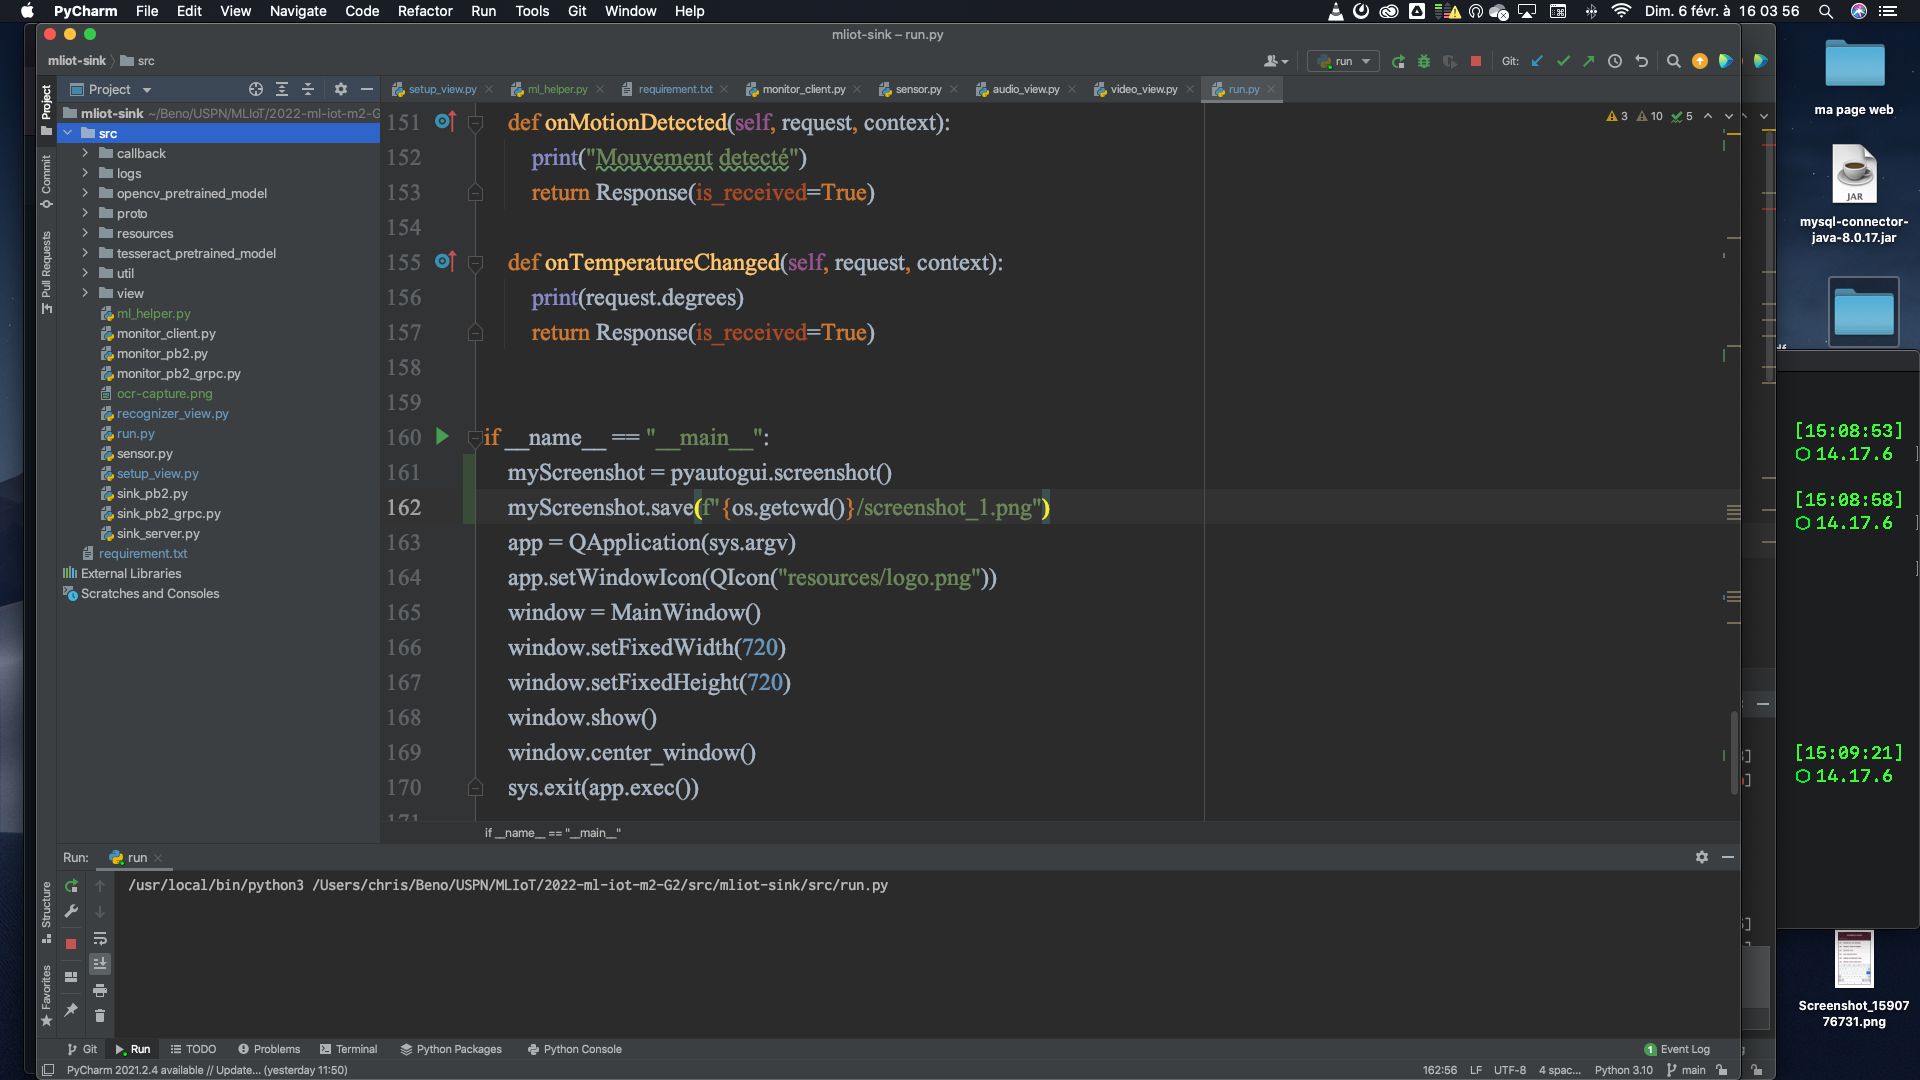 PyCharm File Edit View Navigate Code Refactor Run Tools Git Window Help Dim. 6 févr. à 16 03 56
mliot-sink – run.py
mliot-sink src run Git:
Project
setup_view.py ml_helper.py requirement.txt monitor_client.py sensor.py audio_view.py video_view.py run.py
mliot-sink ~/Beno/USPN/MLIoT/2022-ml-iot-m2-G
src
callback
logs
opencv_pretrained_model
proto
resources
tesseract_pretrained_model
util
view
ml_helper.py
monitor_client.py
monitor_pb2.py
monitor_pb2_grpc.py
ocr-capture.png
recognizer_view.py
run.py
sensor.py
setup_view.py
sink_pb2.py
sink_pb2_grpc.py
sink_server.py
requirement.txt
External Libraries
Scratches and Consoles
Project
Commit
Pull Requests
Structure
Favorites
3 10 5
151 def onMotionDetected(self, request, context):
152 print("Mouvement detecté")
153 return Response(is_received=True)
154
155 def onTemperatureChanged(self, request, context):
156 print(request.degrees)
157 return Response(is_received=True)
158
159
160 if __name__ == "__main__":
161 myScreenshot = pyautogui.screenshot()
162 myScreenshot.save(f"{os.getcwd()}/screenshot_1.png")
163 app = QApplication(sys.argv)
164 app.setWindowIcon(QIcon("resources/logo.png"))
165 window = MainWindow()
166 window.setFixedWidth(720)
167 window.setFixedHeight(720)
168 window.show()
169 window.center_window()
170 sys.exit(app.exec())
171
if __name__ == "__main__"
Run: run
/usr/local/bin/python3 /Users/chris/Beno/USPN/MLIoT/2022-ml-iot-m2-G2/src/mliot-sink/src/run.py
Git Run TODO Problems Terminal Python Packages Python Console 1 Event Log
PyCharm 2021.2.4 available // Update... (yesterday 11:50) 162:56 LF UTF-8 4 spac... Python 3.10 main
ma page web
JAR
mysql-connector-
java-8.0.17.jar
[15:08:53]
14.17.6 ]
[15:08:58]
14.17.6 ]
]
[15:09:21]
14.17.6
Screenshot_15907
76731.png